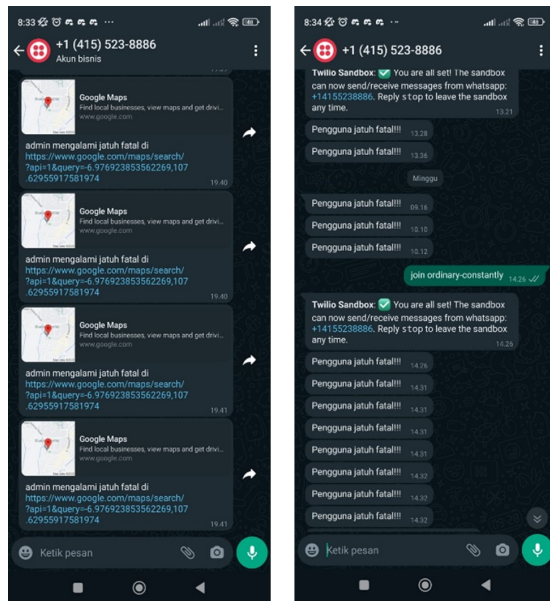 8:33
+1 (415) 523-8886
Akun bisnis
Google Maps
Find local businesses, view maps and get drivi...
www.google.com
admin mengalami jatuh fatal di
https://www.google.com/maps/search/
?api=1&query=-6.976923853562269,107
.62955917581974
19.40
Google Maps
Find local businesses, view maps and get drivi...
www.google.com
admin mengalami jatuh fatal di
https://www.google.com/maps/search/
?api=1&query=-6.976923853562269,107
.62955917581974
19.40
Google Maps
Find local businesses, view maps and get drivi...
www.google.com
admin mengalami jatuh fatal di
https://www.google.com/maps/search/
?api=1&query=-6.976923853562269,107
.62955917581974
19.41
Google Maps
Find local businesses, view maps and get drivi...
www.google.com
admin mengalami jatuh fatal di
https://www.google.com/maps/search/
?api=1&query=-6.976923853562269,107
.62955917581974
19.41
Ketik pesan
8:34
+1 (415) 523-8886
Twilio Sandbox: ✅ You are all set! The sandbox
can now send/receive messages from whatsapp:
+14155238886. Reply stop to leave the sandbox
any time.
13.21
Pengguna jatuh fatal!!! 13.28
Pengguna jatuh fatal!!! 13.36
Minggu
Pengguna jatuh fatal!!! 09.16
Pengguna jatuh fatal!!! 10.10
Pengguna jatuh fatal!!! 10.12
join ordinary-constantly 14.26
Twilio Sandbox: ✅ You are all set! The sandbox
can now send/receive messages from whatsapp:
+14155238886. Reply stop to leave the sandbox
any time.
14.26
Pengguna jatuh fatal!!! 14.26
Pengguna jatuh fatal!!! 14.31
Pengguna jatuh fatal!!! 14.31
Pengguna jatuh fatal!!! 14.31
Pengguna jatuh fatal!!! 14.32
Pengguna jatuh fatal!!! 14.32
Pengguna jatuh fatal!!! 14.32
Ketik pesan